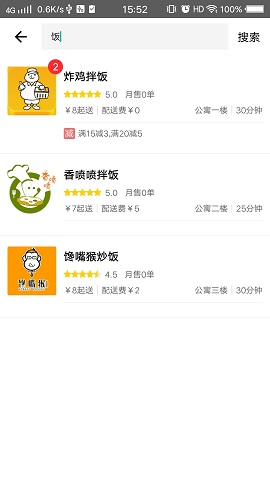 4G 0.6K/s 15:52 HD 100%
饭 搜索
2
炸鸡拌饭
5.0 月售0单
￥8起送 配送费￥0 公寓一楼 30分钟
减 满15减3,满20减5
香喷喷拌饭
5.0 月售0单
￥7起送 配送费￥5 公寓二楼 25分钟
馋嘴猴
馋嘴猴炒饭
4.5 月售0单
￥8起送 配送费￥2 公寓三楼 30分钟